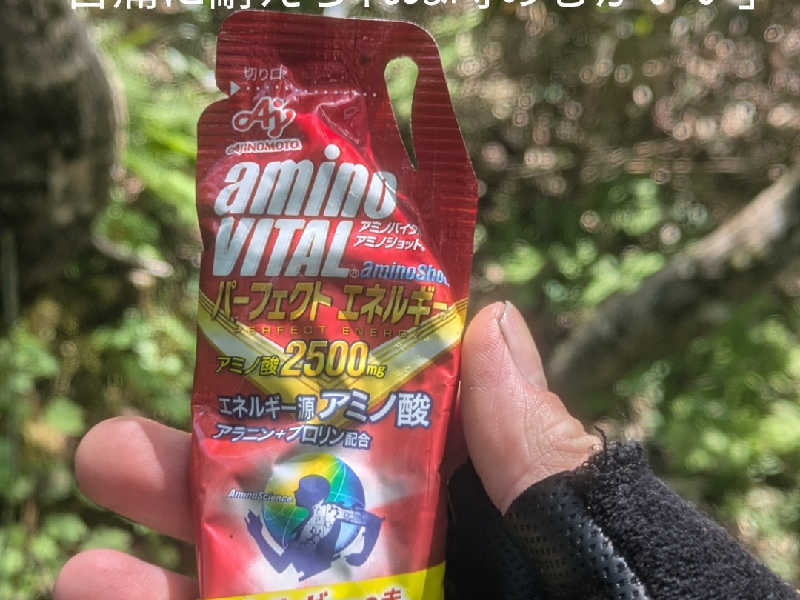 切り口
Aj
AJINOMOTO
amino
VITAL®
アミノバイタル
アミノショット®
aminoShot
パーフェクト エネルギー
PERFECT ENERGY
アミノ酸2500mg
エネルギー源アミノ酸
アラニン+プロリン配合
AminoScience